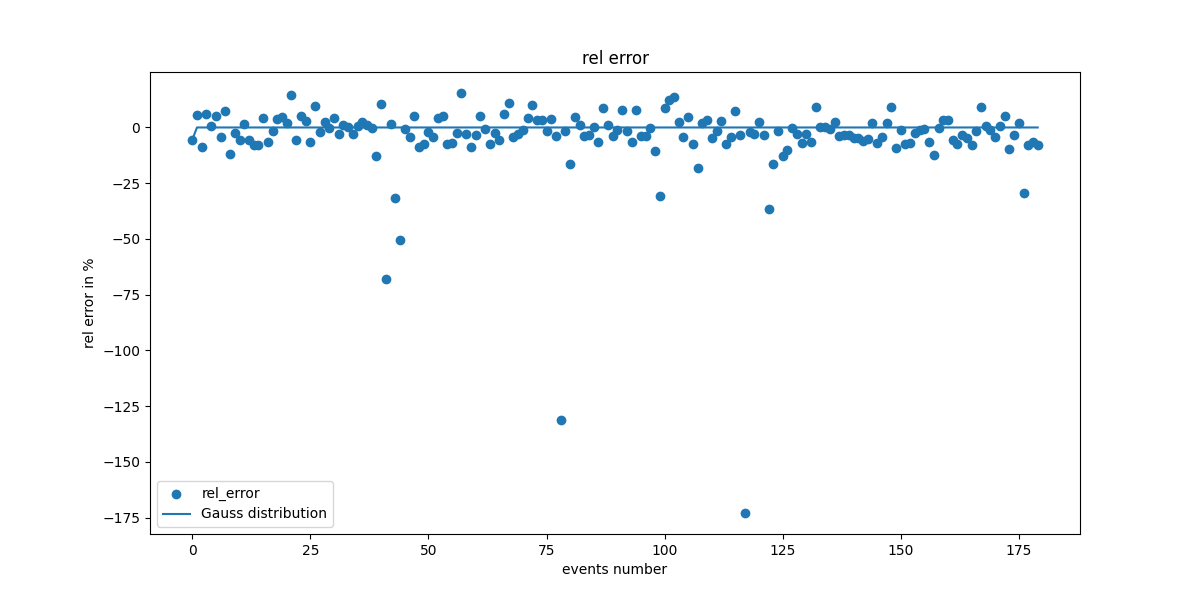 rel error
rel error in %
0
−25
−50
−75
−100
−125
−150
−175
rel_error
Gauss distribution
0 25 50 75 100 125 150 175
events number